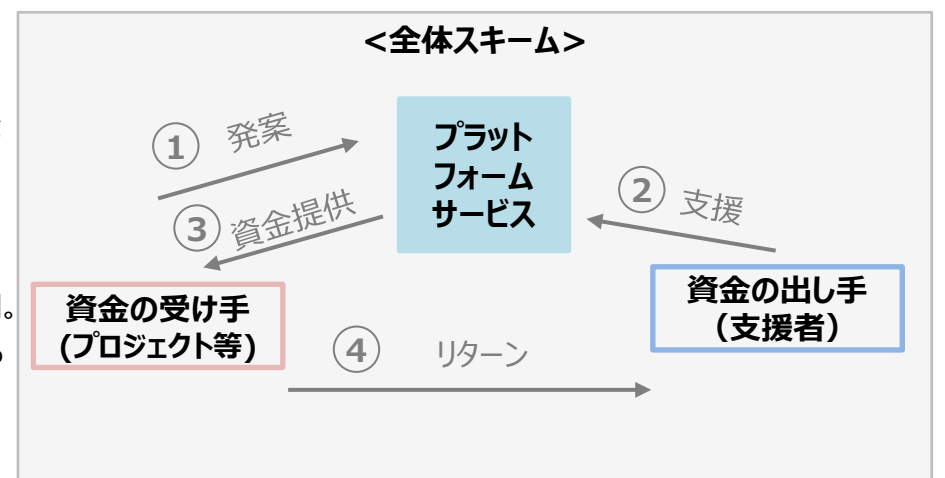 <全体スキーム>
① 発案
プラット
フォーム
サービス
② 支援
③ 資金提供
資金の受け手
(プロジェクト等)
資金の出し手
（支援者）
④ リターン
。